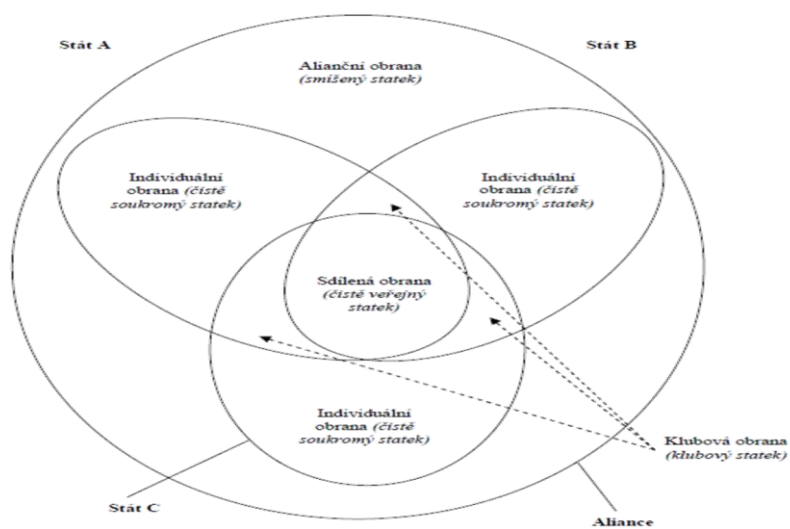 Stát A
Stát B
Alianční obrana
(smíšený statek)
Individuální
obrana (čistě
soukromý statek)
Individuální
obrana (čistě
soukromý statek)
Sdílená obrana
(čistě veřejný
statek)
Individuální
obrana (čistě
soukromý statek)
Klubová obrana
(klubový statek)
Stát C
Aliance